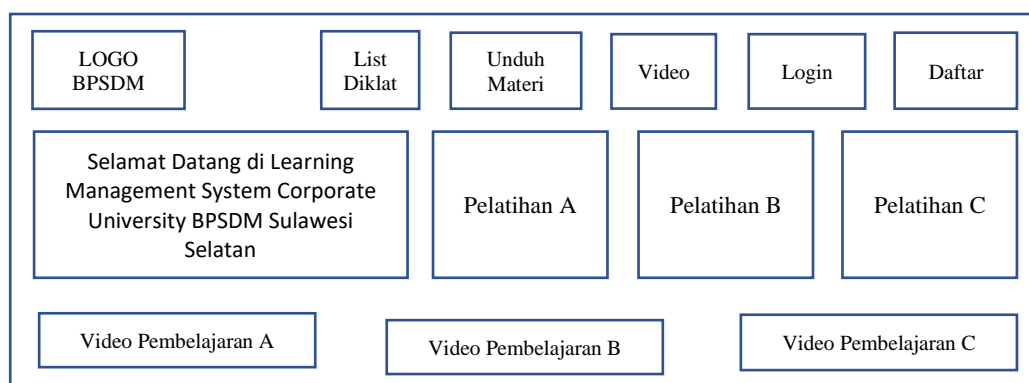 LOGO
BPSDM
List
Diklat
Unduh
Materi
Video
Login
Daftar
Selamat Datang di Learning
Management System Corporate
University BPSDM Sulawesi
Selatan
Pelatihan A
Pelatihan B
Pelatihan C
Video Pembelajaran A
Video Pembelajaran B
Video Pembelajaran C